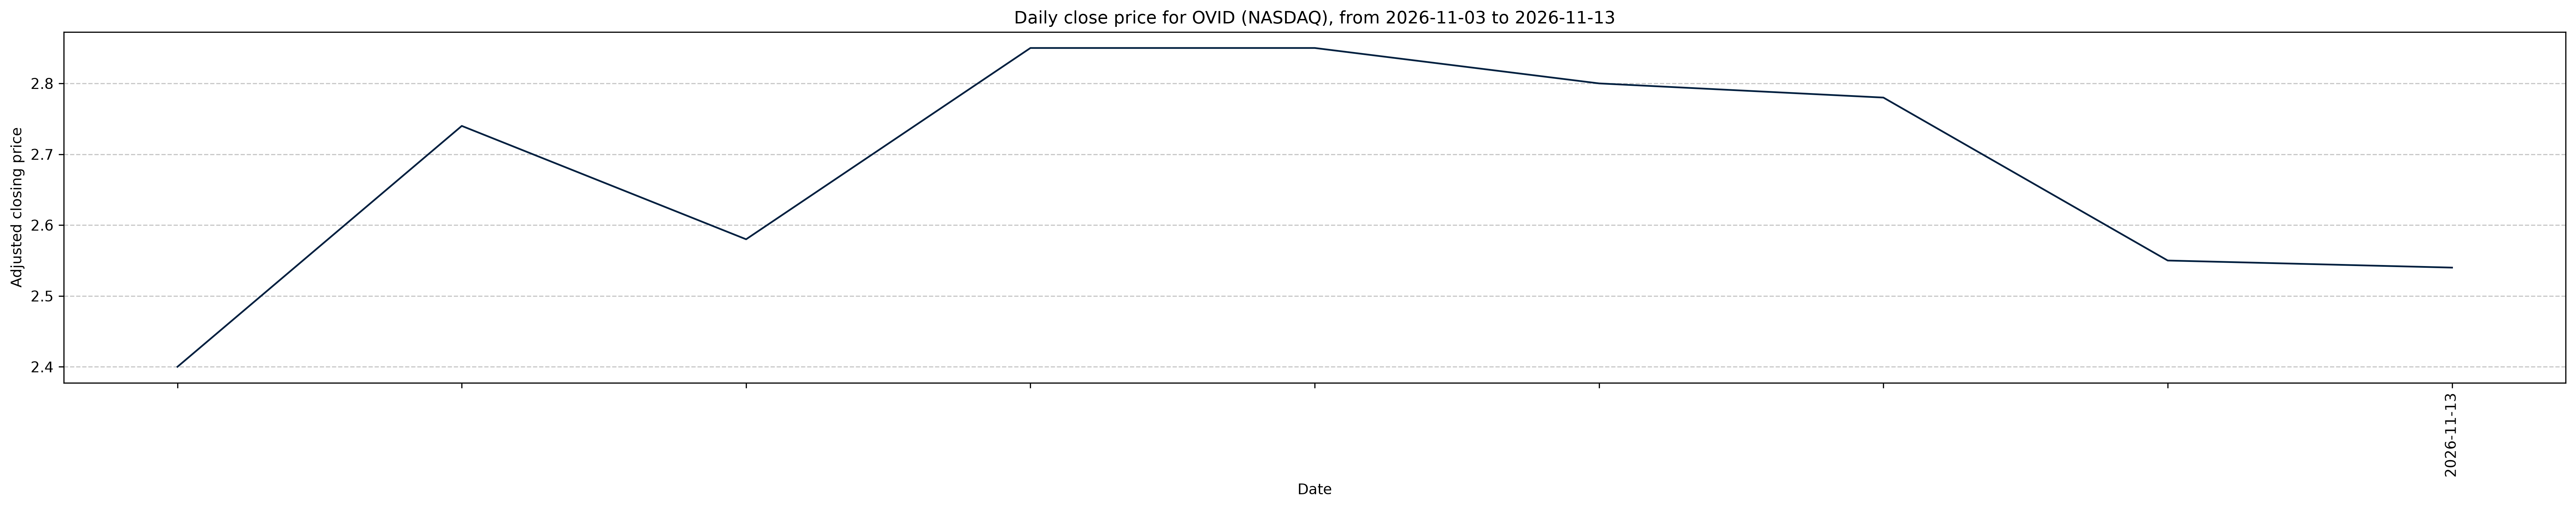 Daily close price for OVID (NASDAQ), from 2026-11-03 to 2026-11-13
Adjusted closing price
2.8
2.7
2.6
2.5
2.4
2026-11-13
Date